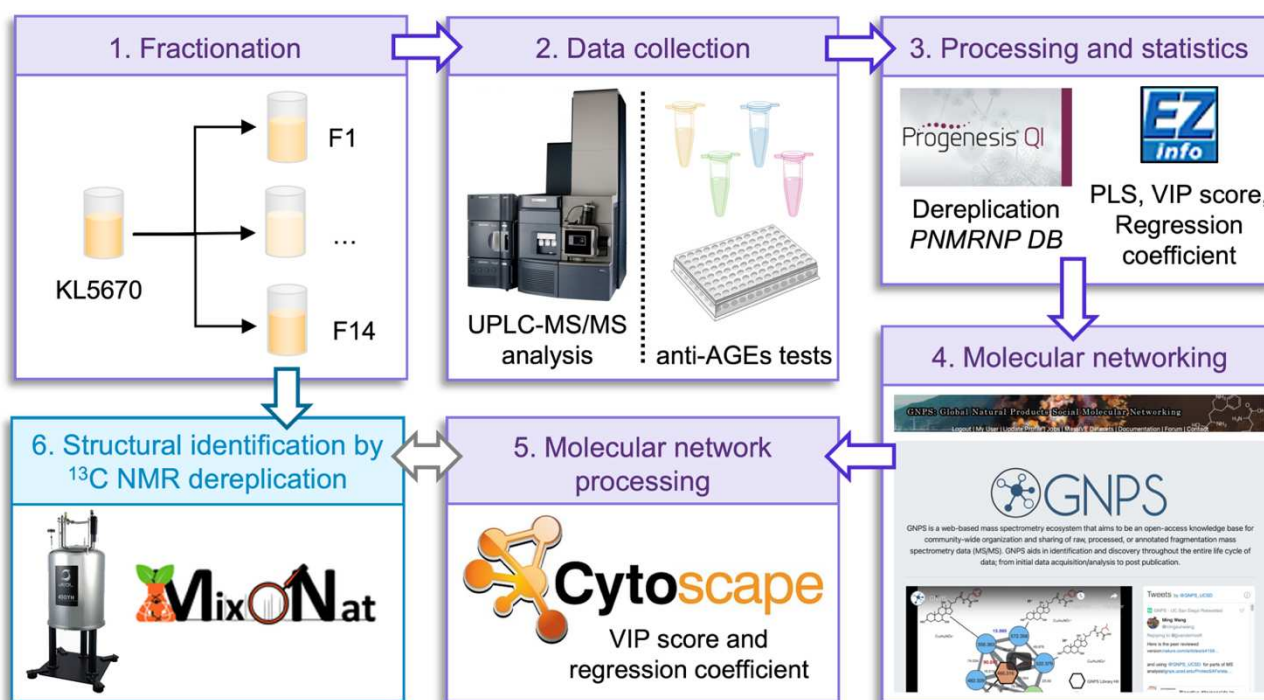 1. Fractionation
KL5670
F1
...
F14
2. Data collection
UPLC-MS/MS
analysis
anti-AGEs tests
3. Processing and statistics
Progenesis QI
Dereplication
PNMRNP DB
EZ
info
PLS, VIP score,
Regression
coefficient
4. Molecular networking
GNPS: Global Natural Products Social Molecular Networking
GNPS
GNPS is a web-based mass spectrometry ecosystem that aims to be an open-access knowledge base for
community-wide organization and sharing of raw, processed, or annotated fragmentation mass
spectrometry data (MS/MS). GNPS aids in identification and discovery throughout the entire life cycle of
data; from initial data acquisition/analysis to post publication.
Tweets by @GNPS_UCSD
Ming Wang
5. Molecular network
processing
Cytoscape
VIP score and
regression coefficient
6. Structural identification by
¹³C NMR dereplication
JEOL
MixONat